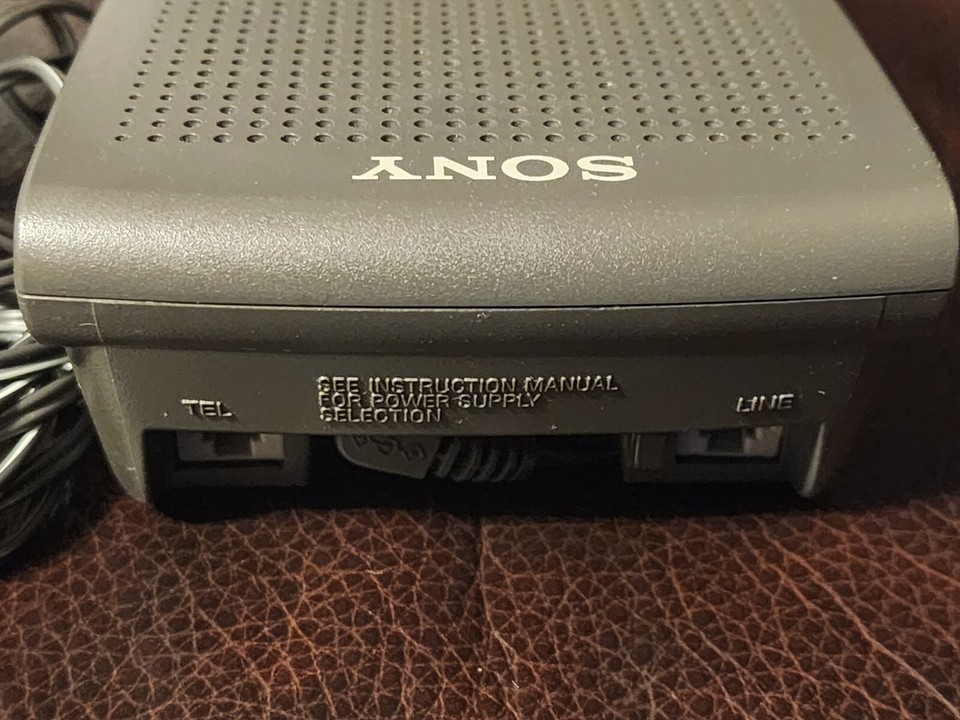 SONY
SEE INSTRUCTION MANUAL
FOR POWER SUPPLY
SELECTION
TEL
LINE